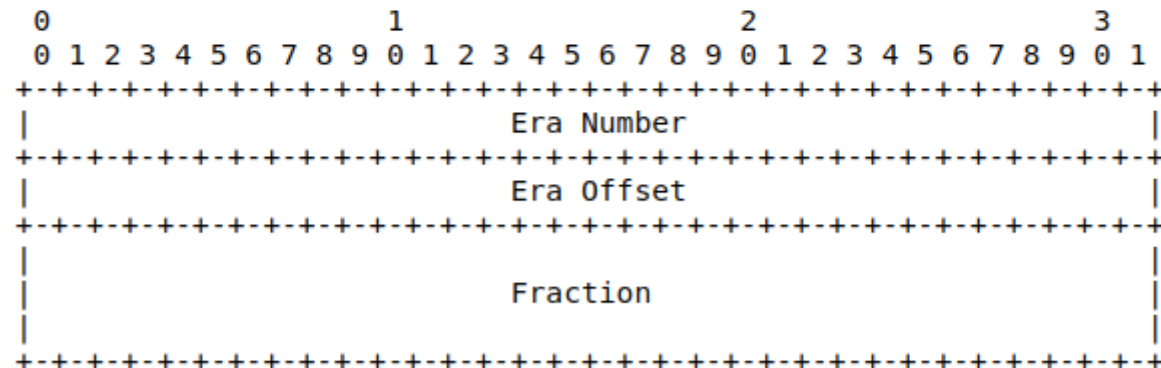 0                   1                   2                   3
 0 1 2 3 4 5 6 7 8 9 0 1 2 3 4 5 6 7 8 9 0 1 2 3 4 5 6 7 8 9 0 1
+-+-+-+-+-+-+-+-+-+-+-+-+-+-+-+-+-+-+-+-+-+-+-+-+-+-+-+-+-+-+-+-+
|                           Era Number                          |
+-+-+-+-+-+-+-+-+-+-+-+-+-+-+-+-+-+-+-+-+-+-+-+-+-+-+-+-+-+-+-+-+
|                           Era Offset                          |
+-+-+-+-+-+-+-+-+-+-+-+-+-+-+-+-+-+-+-+-+-+-+-+-+-+-+-+-+-+-+-+-+
|                                                               |
|                           Fraction                            |
|                                                               |
+-+-+-+-+-+-+-+-+-+-+-+-+-+-+-+-+-+-+-+-+-+-+-+-+-+-+-+-+-+-+-+-+